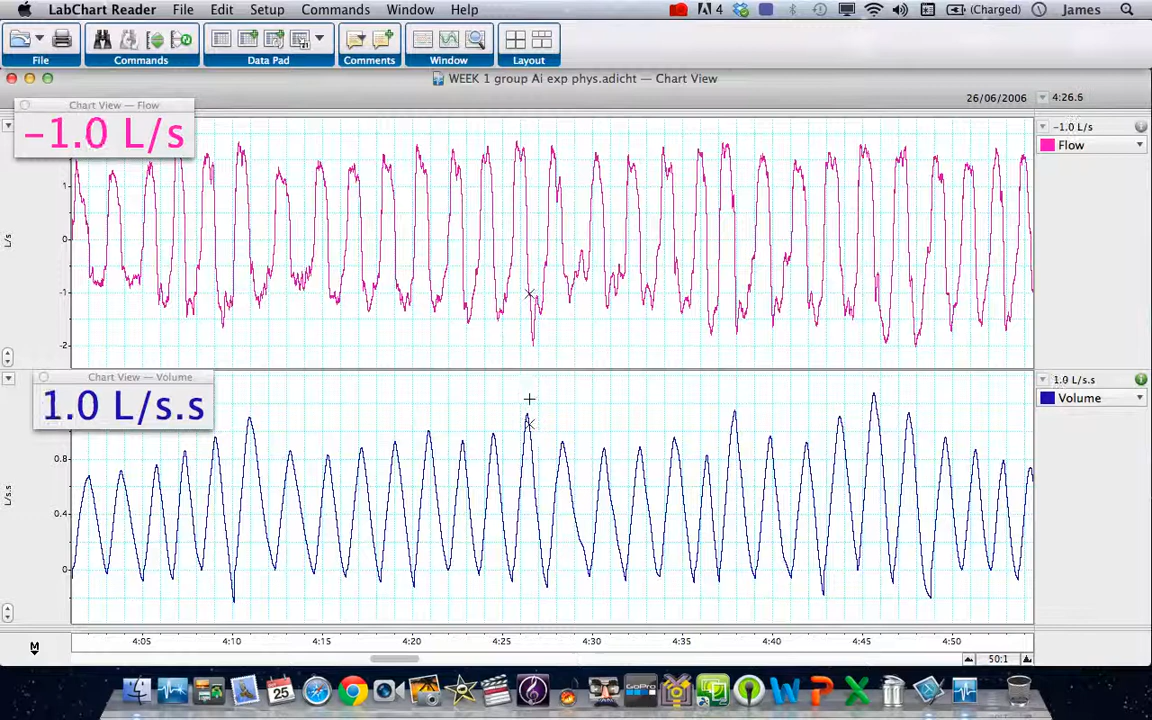 LabChart Reader File Edit Setup Commands Window Help 4 (Charged) James
File Commands Data Pad Comments Window Layout
WEEK 1 group Ai exp phys.adicht — Chart View
26/06/2006 4:26.6
Chart View — Flow
−1.0 L/s
−1.0 L/s
Flow
1
0
-1
-2
L/s
Chart View — Volume
1.0 L/s.s
1.0 L/s.s
Volume
0.8
0.4
0
L/s.s
M
4:05 4:10 4:15 4:20 4:25 4:30 4:35 4:40 4:45 4:50
50:1
25
GoPro